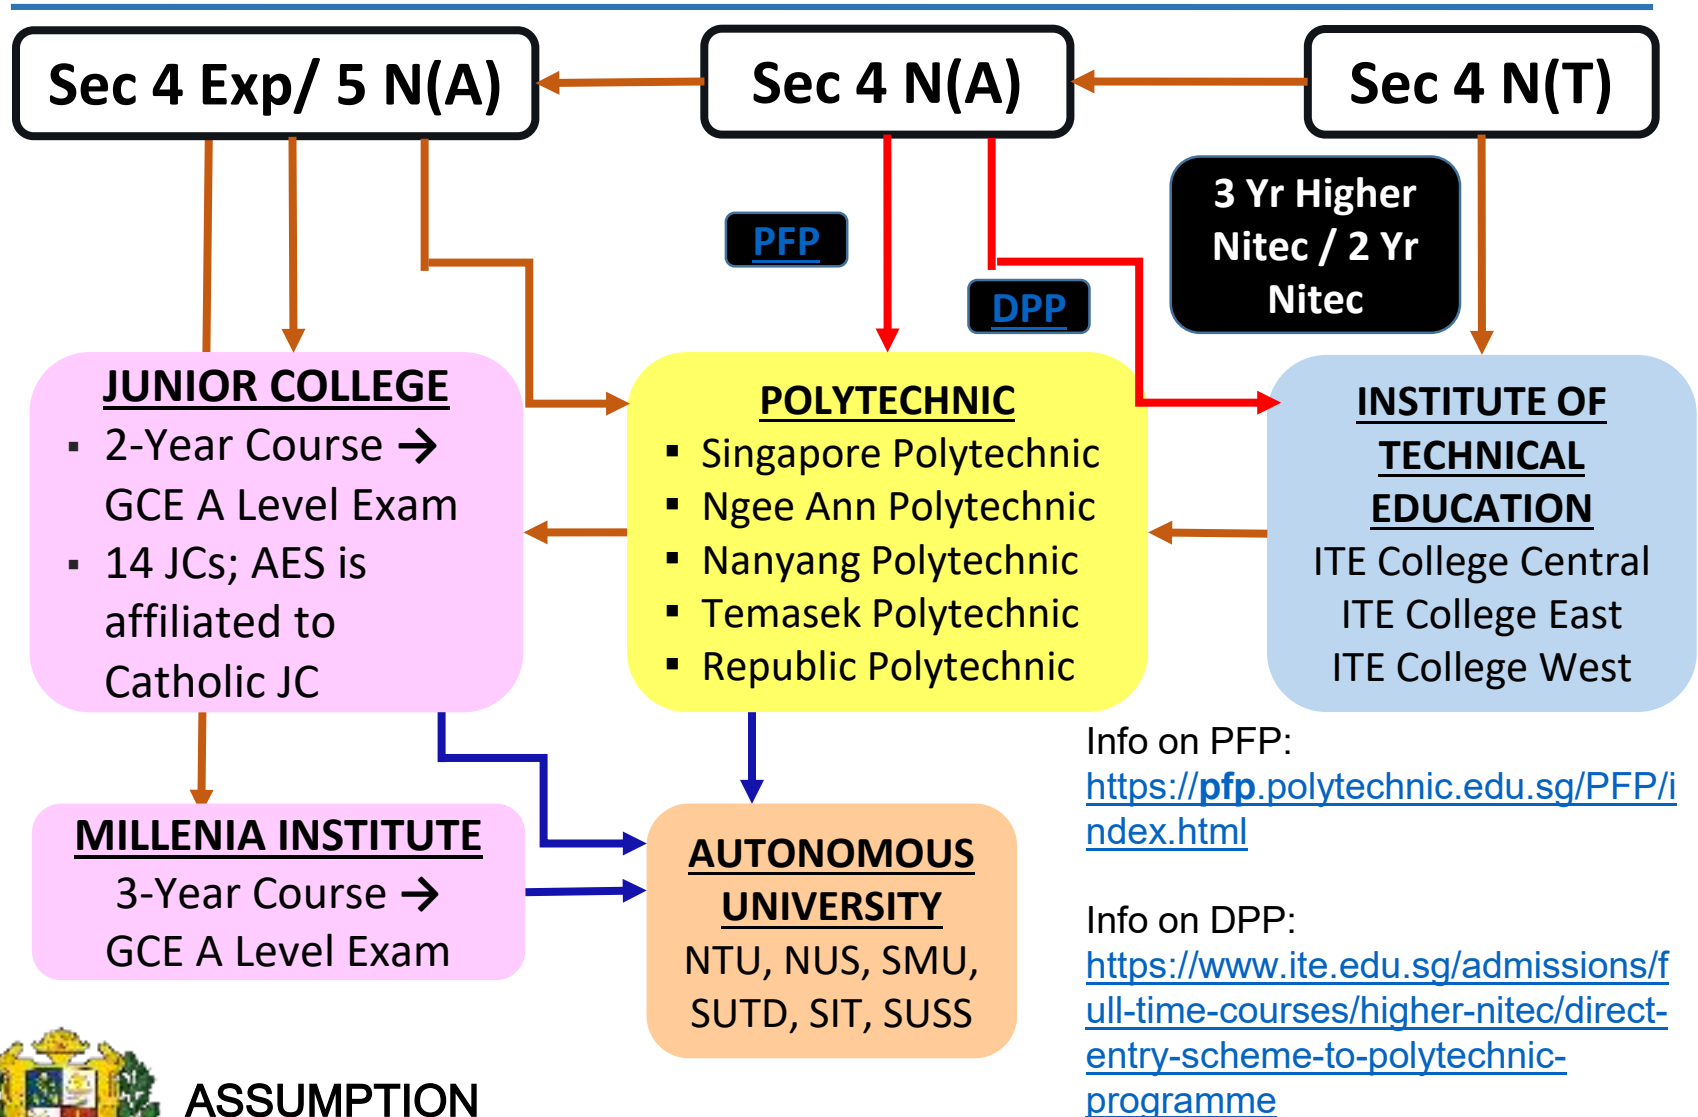 Sec 4 Exp/ 5 N(A)
Sec 4 N(A)
Sec 4 N(T)
PFP
DPP
3 Yr Higher
Nitec / 2 Yr
Nitec
JUNIOR COLLEGE
▪ 2-Year Course →
GCE A Level Exam
▪ 14 JCs; AES is
affiliated to
Catholic JC
POLYTECHNIC
▪ Singapore Polytechnic
▪ Ngee Ann Polytechnic
▪ Nanyang Polytechnic
▪ Temasek Polytechnic
▪ Republic Polytechnic
INSTITUTE OF
TECHNICAL
EDUCATION
ITE College Central
ITE College East
ITE College West
MILLENIA INSTITUTE
3-Year Course →
GCE A Level Exam
AUTONOMOUS
UNIVERSITY
NTU, NUS, SMU,
SUTD, SIT, SUSS
Info on PFP:
https://pfp.polytechnic.edu.sg/PFP/i
ndex.html
Info on DPP:
https://www.ite.edu.sg/admissions/f
ull-time-courses/higher-nitec/direct-
entry-scheme-to-polytechnic-
programme
ASSUMPTION